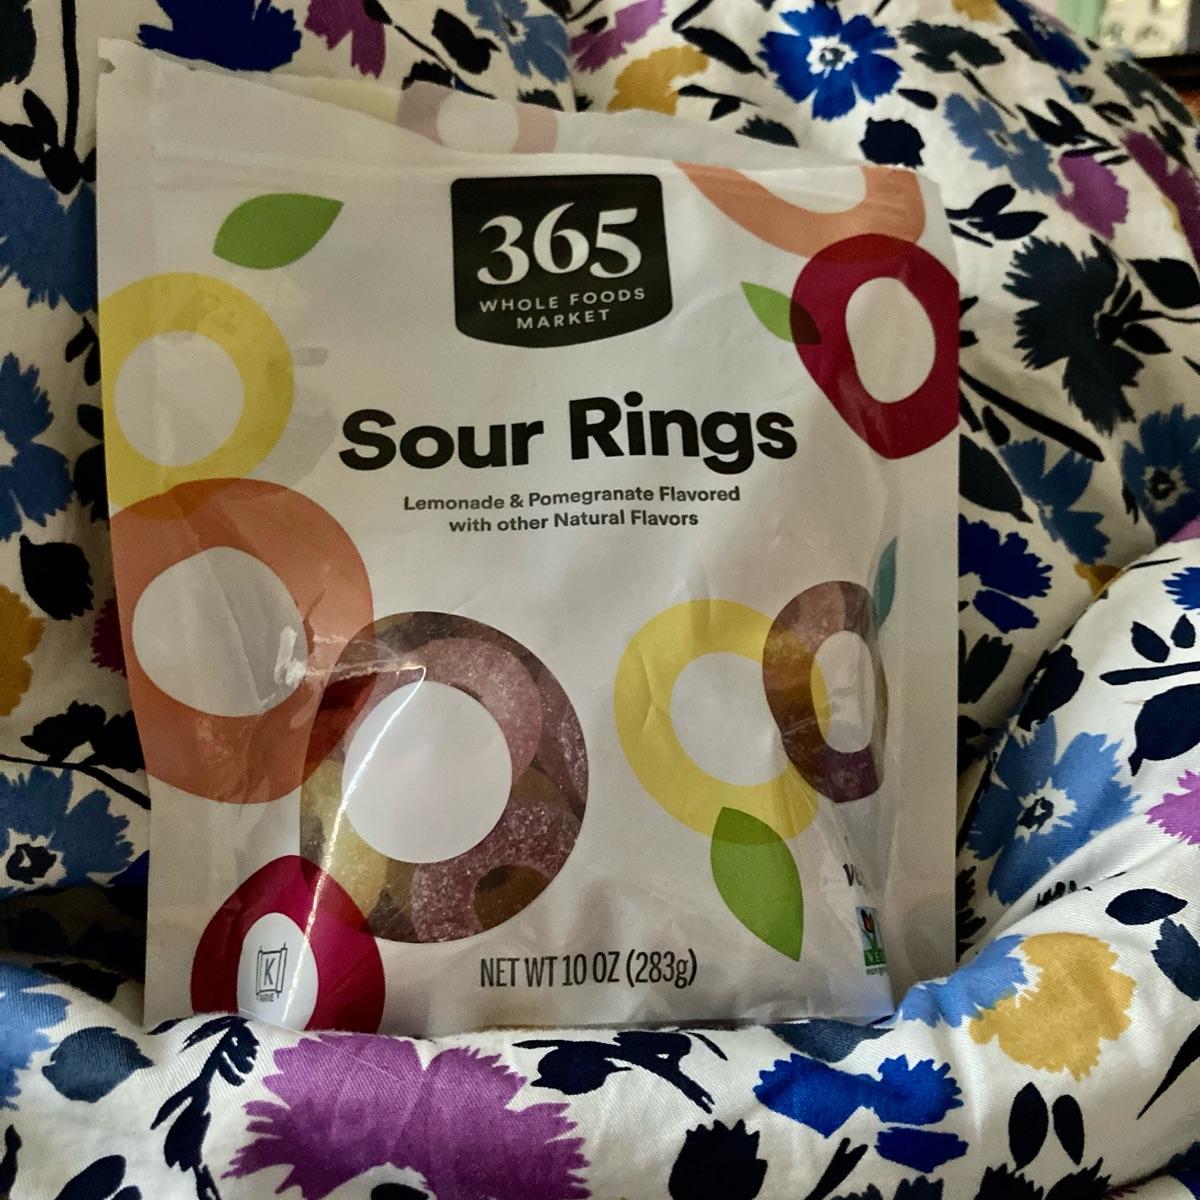 365
WHOLE FOODS
MARKET
Sour Rings
Lemonade & Pomegranate Flavored
with other Natural Flavors
K
NET WT 10 OZ (283g)